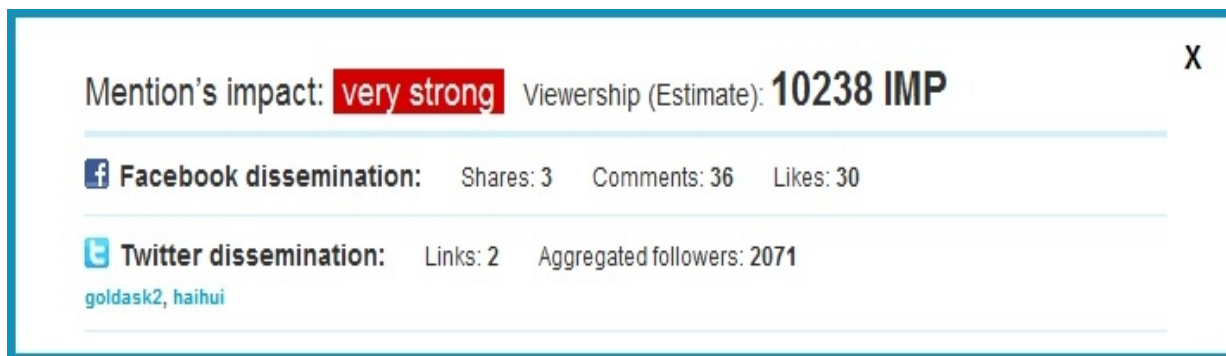 X
Mention's impact: very strong Viewership (Estimate): 10238 IMP
Facebook dissemination: Shares: 3 Comments: 36 Likes: 30
Twitter dissemination: Links: 2 Aggregated followers: 2071
goldask2, haihui